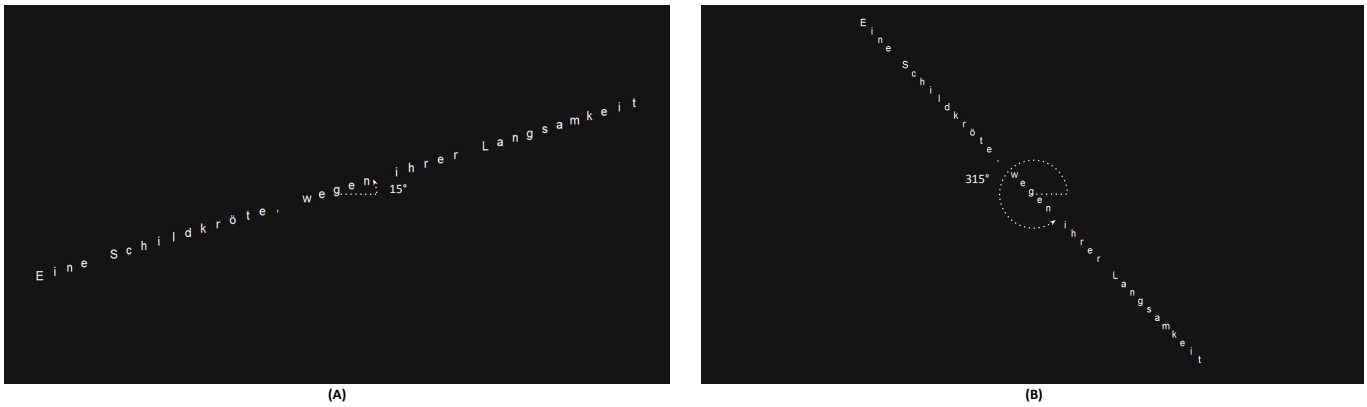 Eine Schildkröte, wegen ihrer Langsamkeit
15°
(A)
Eine Schildkröte, wegen ihrer Langsamkeit
315°
(B)